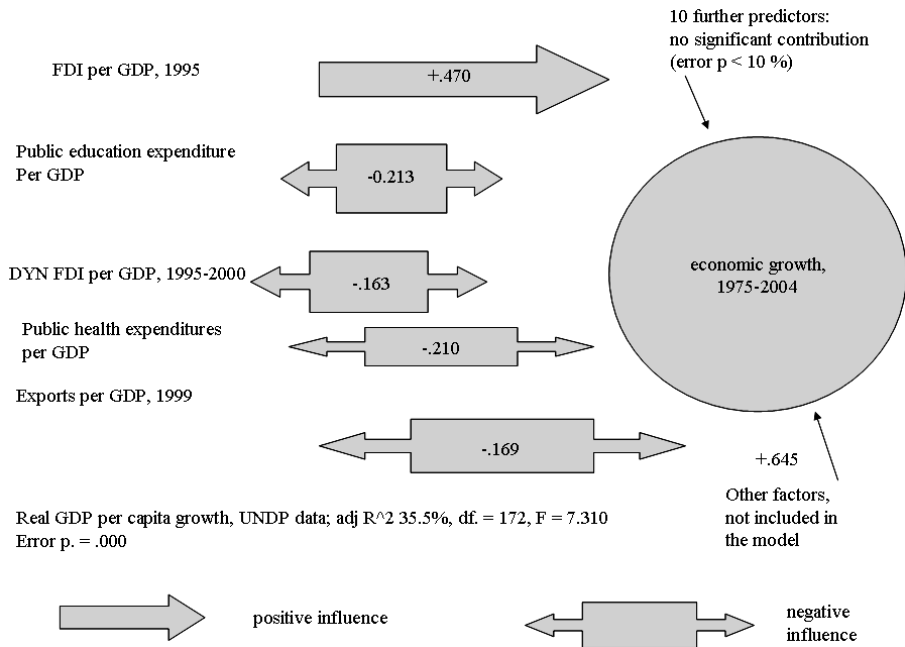 10 further predictors:
no significant contribution
(error p < 10 %)
FDI per GDP, 1995
+.470
Public education expenditure
Per GDP
-0.213
DYN FDI per GDP, 1995-2000
-.163
economic growth,
1975-2004
Public health expenditures
per GDP
-.210
Exports per GDP, 1999
-.169
+.645
Other factors,
not included in
the model
Real GDP per capita growth, UNDP data; adj R^2 35.5%, df. = 172, F = 7.310
Error p. = .000
positive influence
negative
influence